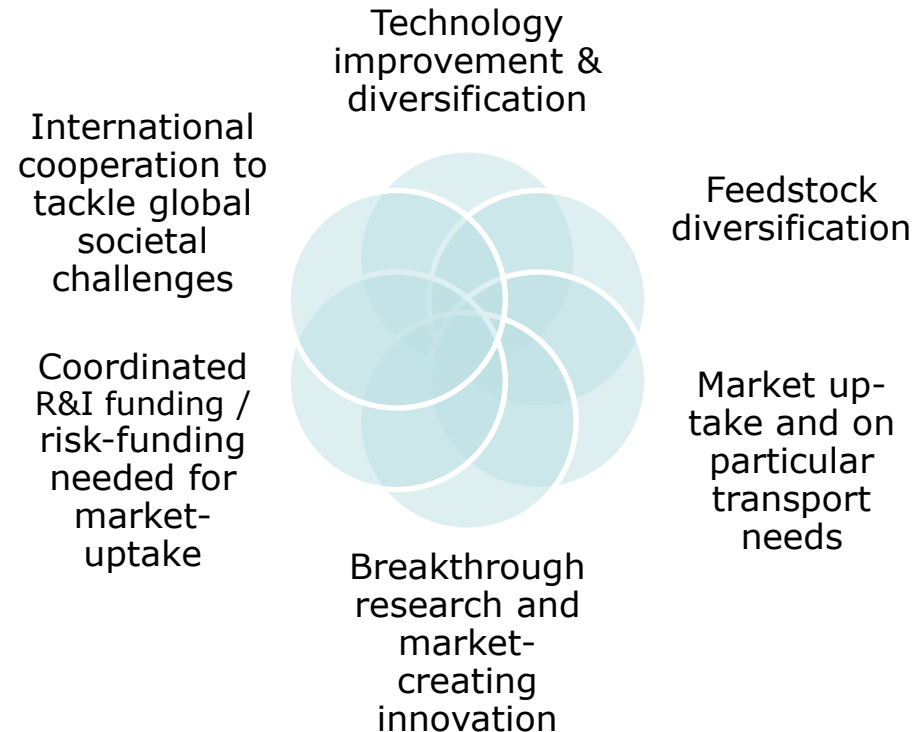 Technology
improvement &
diversification
Feedstock
diversification
Market up-
take and on
particular
transport
needs
Breakthrough
research and
market-
creating
innovation
Coordinated
R&I funding /
risk-funding
needed for
market-
uptake
International
cooperation to
tackle global
societal
challenges